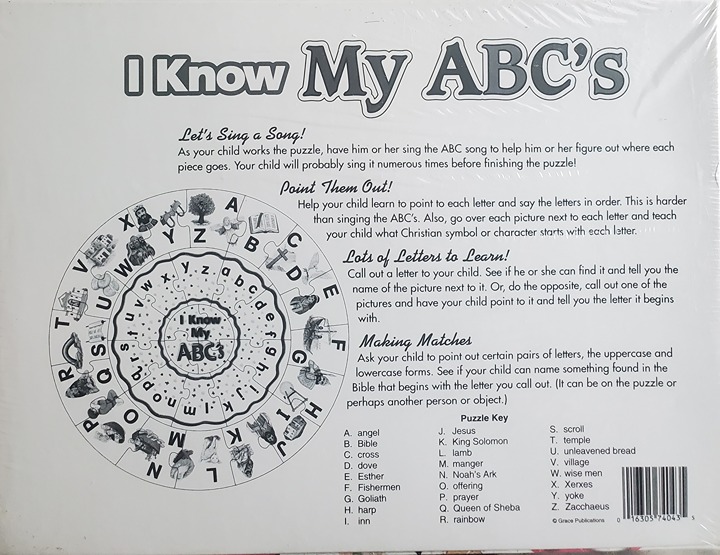 I Know My ABC's
Let's Sing a Song!
As your child works the puzzle, have him or her sing the ABC song to help him or her figure out where each
piece goes. Your child will probably sing it numerous times before finishing the puzzle!
Point Them Out!
Help your child learn to point to each letter and say the letters in order. This is harder
than singing the ABC's. Also, go over each picture next to each letter and teach
your child what Christian symbol or character starts with each letter.
Lots of Letters to Learn!
Call out a letter to your child. See if he or she can find it and tell you the
name of the picture next to it. Or, do the opposite, call out one of the
pictures and have your child point to it and tell you the letter it begins
with.
Making Matches
Ask your child to point out certain pairs of letters, the uppercase and
lowercase forms. See if your child can name something found in the
Bible that begins with the letter you call out. (It can be on the puzzle or
perhaps another person or object.)
A B C D E F H I J K L M N O P Q R T U V W X Y Z
a b c d e f g h i j k l m n o p q r s t u v w x y z
I Know
My
ABC's
Puzzle Key
A. angel
B. Bible
C. cross
D. dove
E. Esther
F. Fishermen
G. Goliath
H. harp
I. inn
J. Jesus
K. King Solomon
L. lamb
M. manger
N. Noah's Ark
O. offering
P. prayer
Q. Queen of Sheba
R. rainbow
S. scroll
T. temple
U. unleavened bread
V. village
W. wise men
X. Xerxes
Y. yoke
Z. Zacchaeus
© Grace Publications
0 16305 74043 5